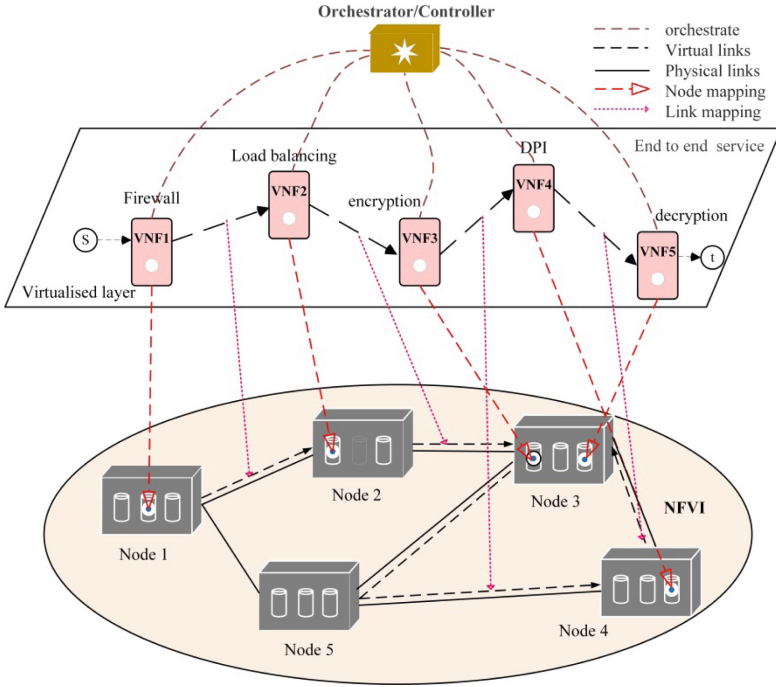 Orchestrator/Controller
orchestrate
Virtual links
Physical links
Node mapping
Link mapping
End to end service
DPI
Load balancing
VNF4
VNF2
Firewall
encryption
decryption
VNF1
VNF3
S
VNF5
t
Virtualised layer
Node 2
Node 3
NFVI
Node 1
Node 5
Node 4